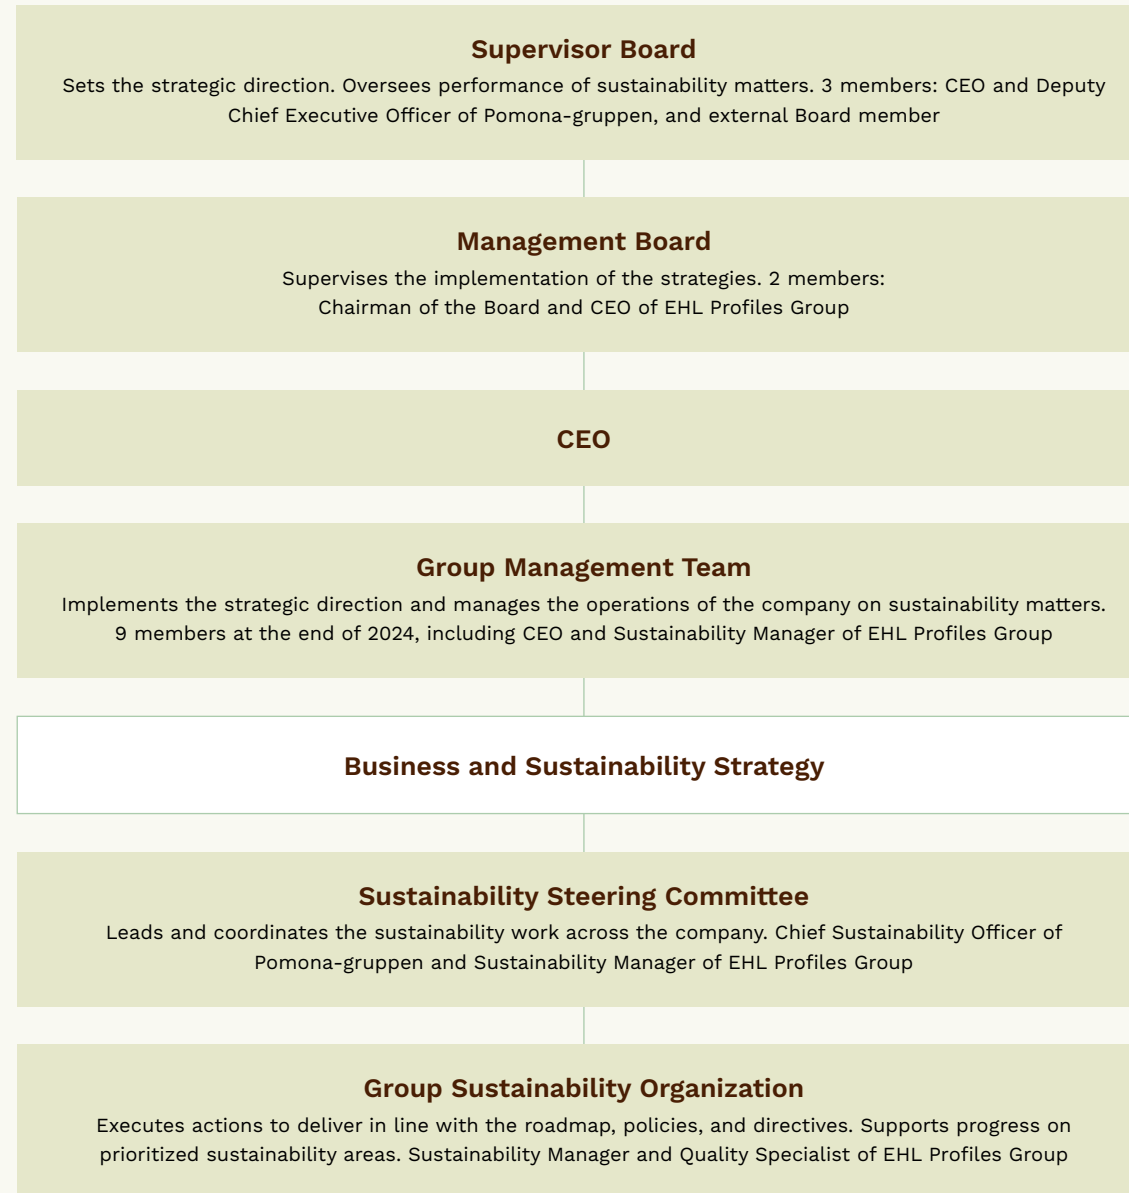 Supervisor Board
Sets the strategic direction. Oversees performance of sustainability matters. 3 members: CEO and Deputy
Chief Executive Officer of Pomona-gruppen, and external Board member
Management Board
Supervises the implementation of the strategies. 2 members:
Chairman of the Board and CEO of EHL Profiles Group
CEO
Group Management Team
Implements the strategic direction and manages the operations of the company on sustainability matters.
9 members at the end of 2024, including CEO and Sustainability Manager of EHL Profiles Group
Business and Sustainability Strategy
Sustainability Steering Committee
Leads and coordinates the sustainability work across the company. Chief Sustainability Officer of
Pomona-gruppen and Sustainability Manager of EHL Profiles Group
Group Sustainability Organization
Executes actions to deliver in line with the roadmap, policies, and directives. Supports progress on
prioritized sustainability areas. Sustainability Manager and Quality Specialist of EHL Profiles Group